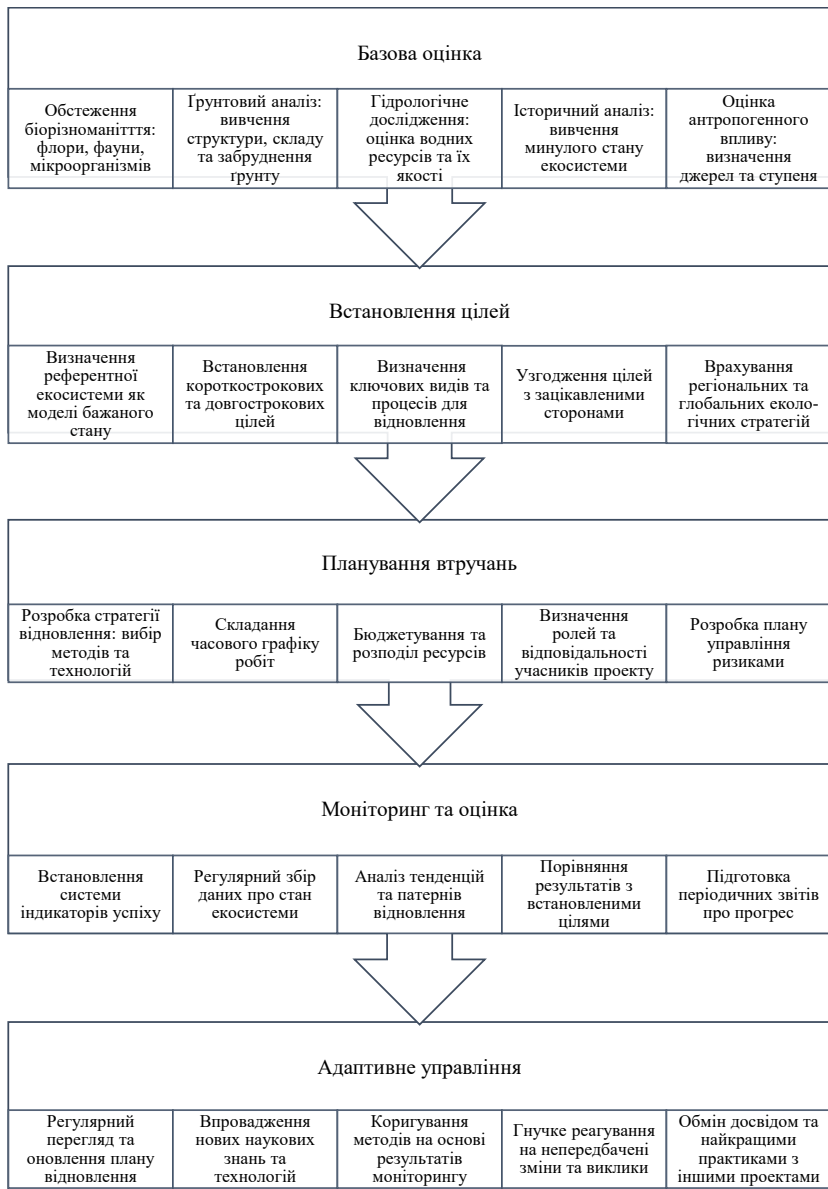 Базова оцінка
Обстеження
біорізноманітття:
флори, фауни,
мікроорганізмів
Ґрунтовий аналіз:
вивчення
структури, складу
та забруднення
ґрунту
Гідрологічне
дослідження:
оцінка водних
ресурсів та їх
якості
Історичний аналіз:
вивчення
минулого стану
екосистеми
Оцінка
антропогенного
впливу:
визначення
джерел та ступеня
Встановлення цілей
Визначення
референтної
екосистеми як
моделі бажаного
стану
Встановлення
короткострокових
та довгострокових
цілей
Визначення
ключових видів та
процесів для
відновлення
Узгодження цілей
з зацікавленими
сторонами
Врахування
регіональних та
глобальних еколо-
гічних стратегій
Планування втручань
Розробка стратегії
відновлення: вибір
методів та
технологій
Складання
часового графіку
робіт
Бюджетування та
розподіл ресурсів
Визначення
ролей та
відповідальності
учасників проекту
Розробка плану
управління
ризиками
Моніторинг та оцінка
Встановлення
системи
індикаторів успіху
Регулярний збір
даних про стан
екосистеми
Аналіз тенденцій
та патернів
відновлення
Порівняння
результатів з
встановленими
цілями
Підготовка
періодичних звітів
про прогрес
Адаптивне управління
Регулярний
перегляд та
оновлення плану
відновлення
Впровадження
нових наукових
знань та
технологій
Коригування
методів на основі
результатів
моніторингу
Гнучке реагування
на непередбачені
зміни та виклики
Обмін досвідом та
найкращими
практиками з
іншими проектами